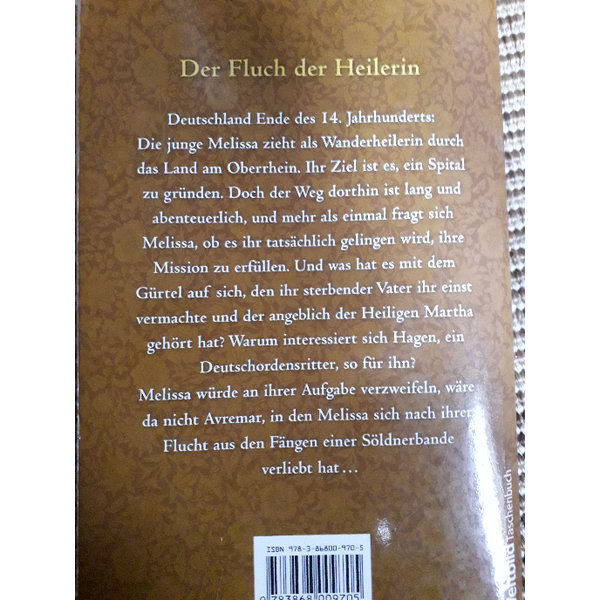 Der Fluch der Heilerin
Deutschland Ende des 14. Jahrhunderts:
Die junge Melissa zieht als Wanderheilerin durch
das Land am Oberrhein. Ihr Ziel ist es, ein Spital
zu gründen. Doch der Weg dorthin ist lang und
abenteuerlich, und mehr als einmal fragt sich
Melissa, ob es ihr tatsächlich gelingen wird, ihre
Mission zu erfüllen. Und was hat es mit dem
Gürtel auf sich, den ihr sterbender Vater ihr einst
vermachte und der angeblich der Heiligen Martha
gehört hat? Warum interessiert sich Hagen, ein
Deutschordensritter, so für ihn?
Melissa würde an ihrer Aufgabe verzweifeln, wäre
da nicht Avremar, in den Melissa sich nach ihrer
Flucht aus den Fängen einer Söldnerbande
verliebt hat ...
ISBN 978-3-86800-970-5
9783868009705
Taschenbuch